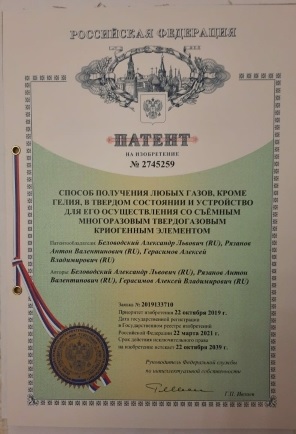 РОССИЙСКАЯ ФЕДЕРАЦИЯ
ПАТЕНТ
НА ИЗОБРЕТЕНИЕ
№ 2745259
СПОСОБ ПОЛУЧЕНИЯ ЛЮБЫХ ГАЗОВ, КРОМЕ
ГЕЛИЯ, В ТВЕРДОМ СОСТОЯНИИ И УСТРОЙСТВО
ДЛЯ ЕГО ОСУЩЕСТВЛЕНИЯ СО СЪЁМНЫМ
МНОГОРАЗОВЫМ ТВЕРДОГАЗОВЫМ
КРИОГЕННЫМ ЭЛЕМЕНТОМ
Патентообладатели: Беловодский Александр Львович (RU), Рязанов
Антон Валентинович (RU), Герасимов Алексей
Владимирович (RU)
Авторы: Беловодский Александр Львович (RU), Рязанов Антон
Валентинович (RU), Герасимов Алексей Владимирович (RU)
Заявка № 2019133710
Приоритет изобретения 22 октября 2019 г.
Дата государственной регистрации
в Государственном реестре изобретений
Российской Федерации 22 марта 2021 г.
Срок действия исключительного права
на изобретение истекает 22 октября 2039 г.
Руководитель Федеральной службы
по интеллектуальной собственности
Г.П. Ивлиев